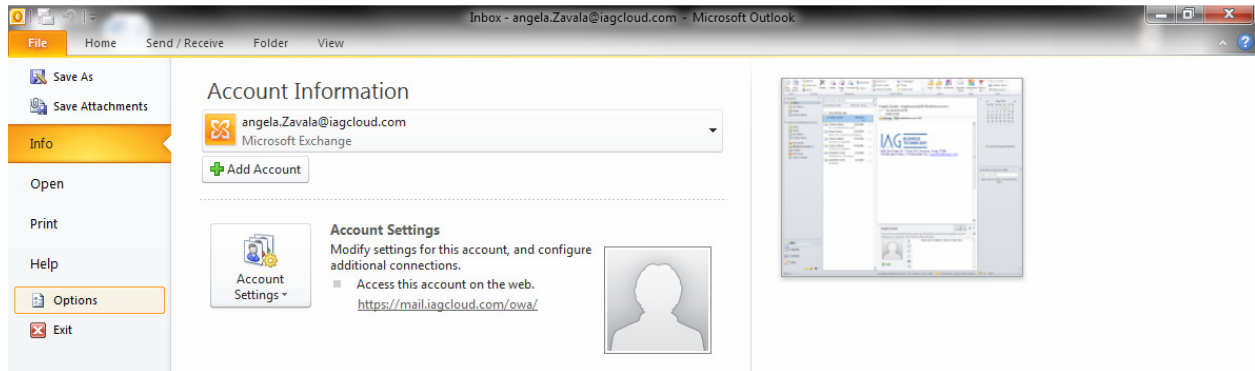 Inbox - angela.Zavala@iagcloud.com - Microsoft Outlook
File Home Send / Receive Folder View
Save As
Save Attachments
Info
Open
Print
Help
Options
Exit
Account Information
angela.Zavala@iagcloud.com
Microsoft Exchange
Add Account
Account Settings
Account Settings
Modify settings for this account, and configure
additional connections.
Access this account on the web.
https://mail.iagcloud.com/owa/
IAG